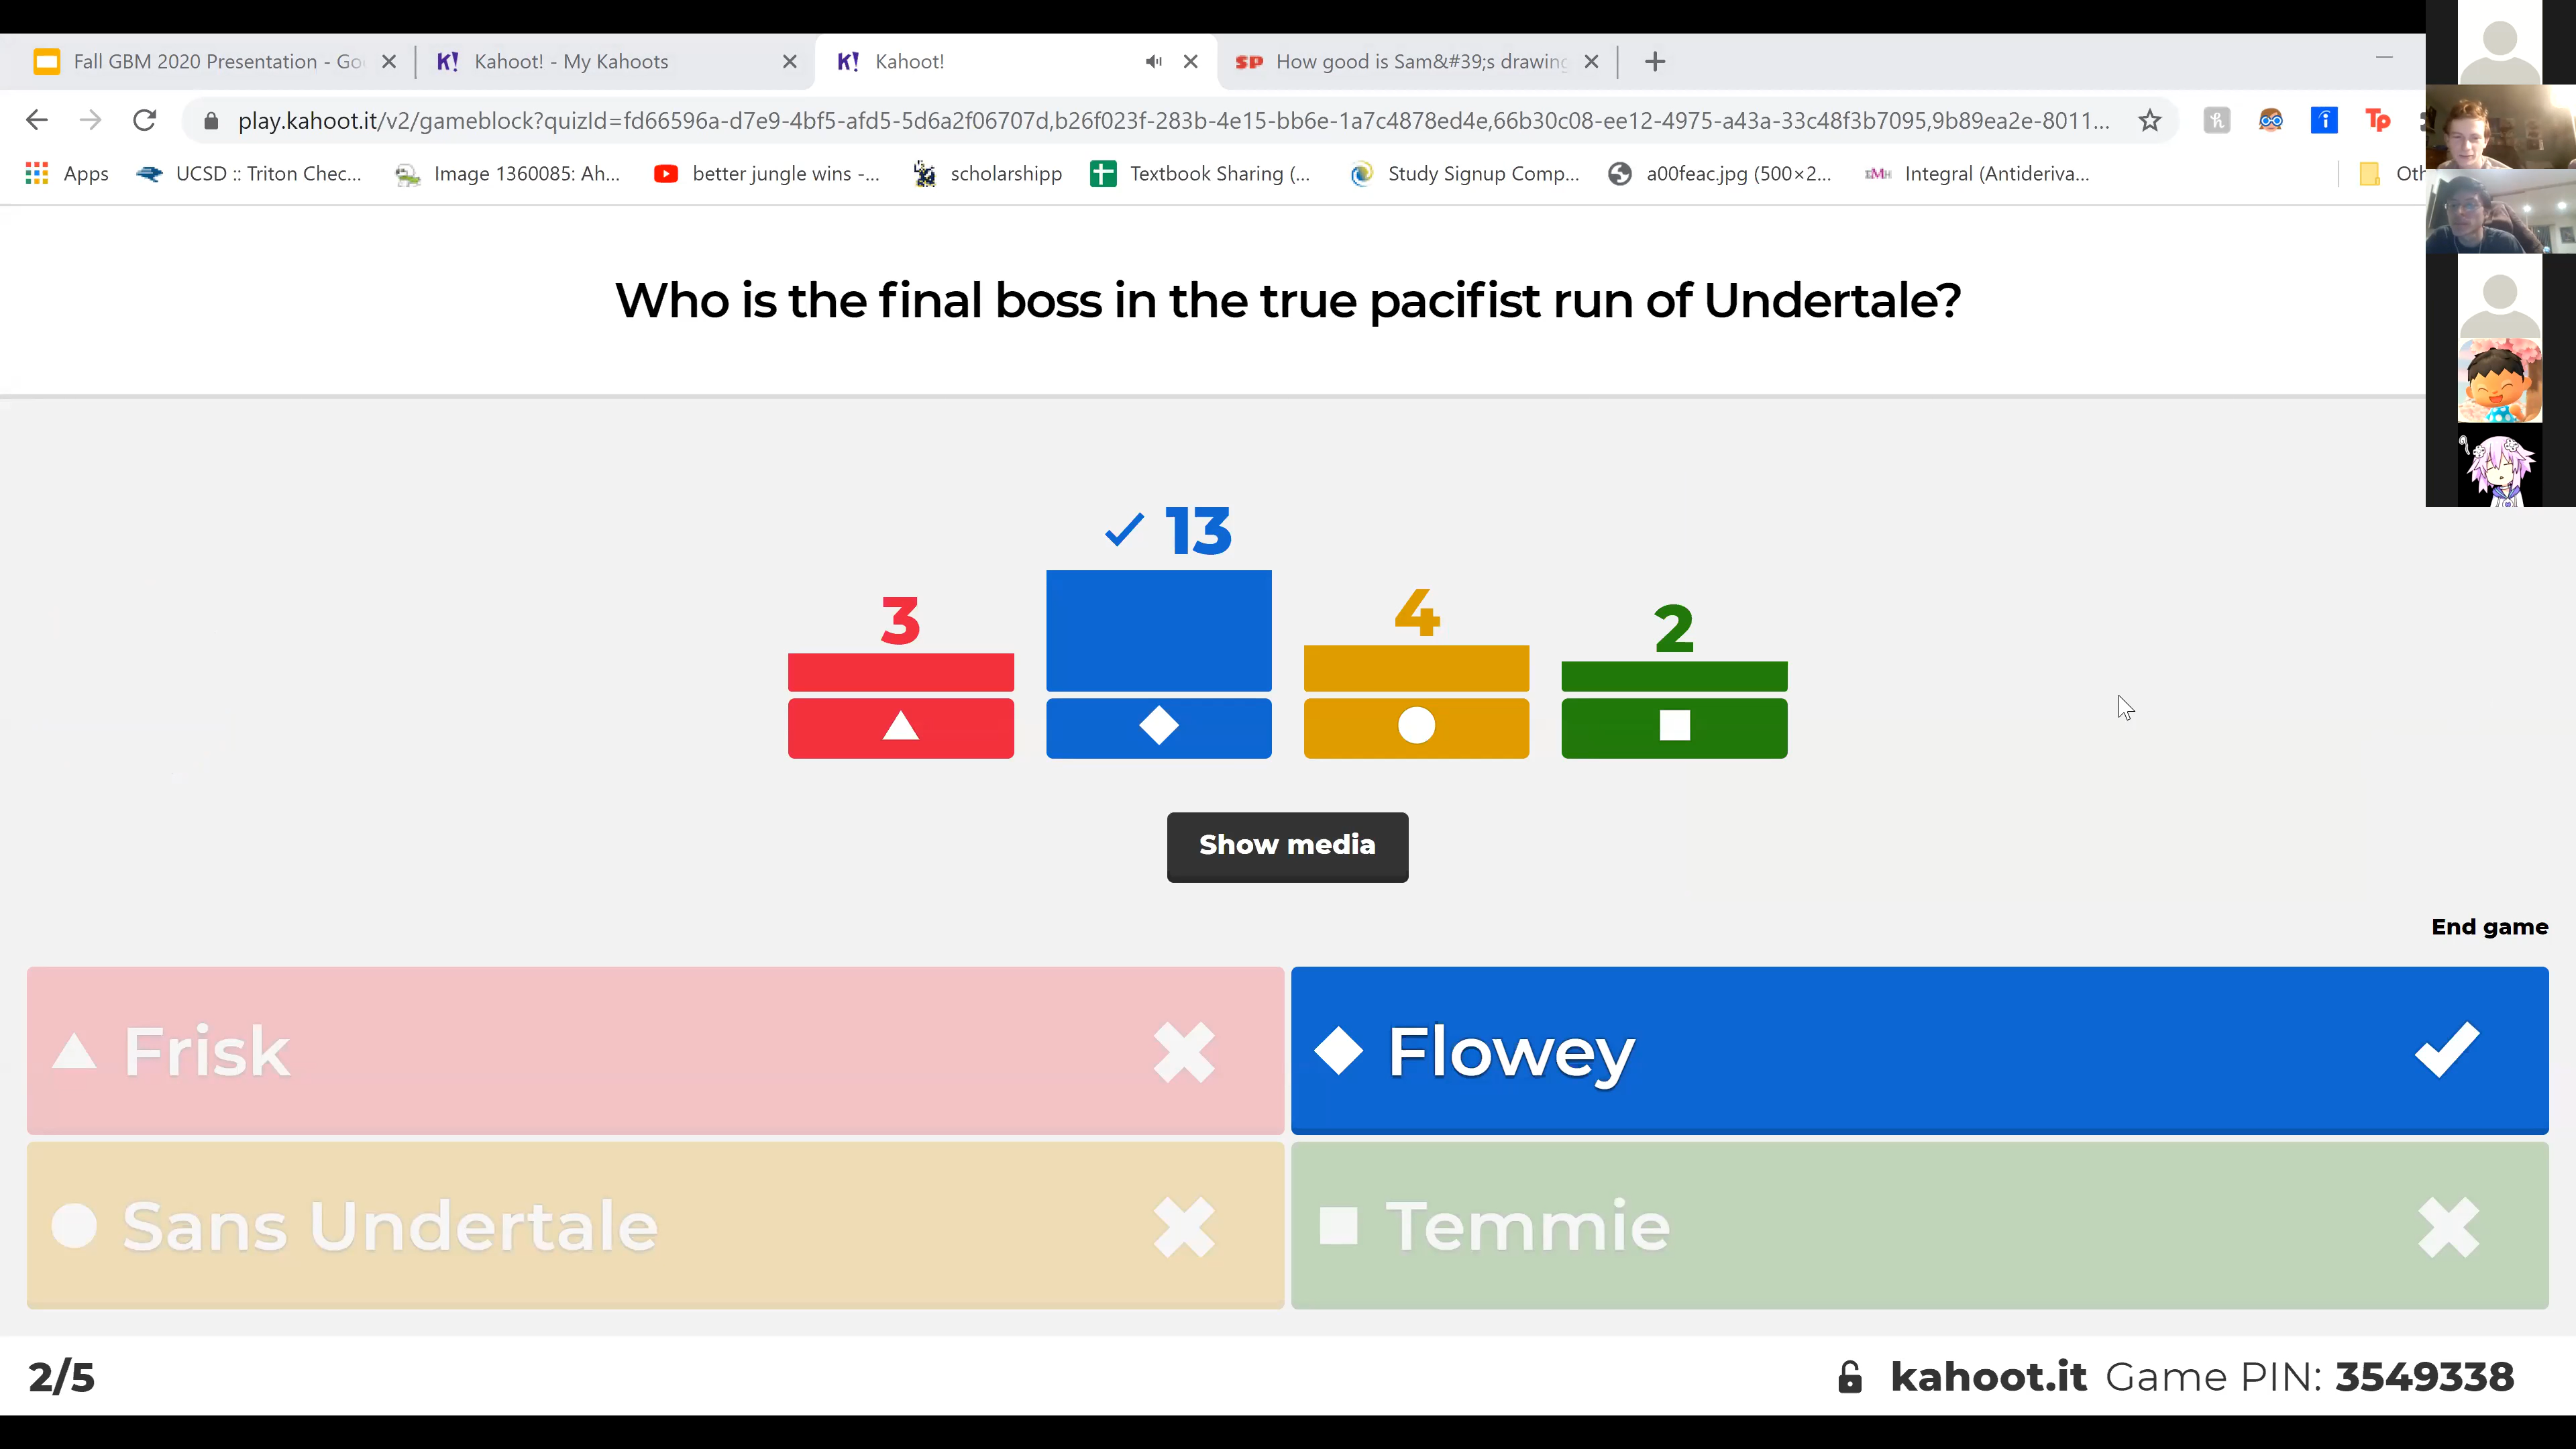 Fall GBM 2020 Presentation - Go
K! Kahoot! - My Kahoots
K! Kahoot!
SP How good is Sam&#39;s drawing
play.kahoot.it/v2/gameblock?quizId=fd66596a-d7e9-4bf5-afd5-5d6a2f06707d,b26f023f-283b-4e15-bb6e-1a7c4878ed4e,66b30c08-ee12-4975-a43a-33c48f3b7095,9b89ea2e-8011...
h
i
Tp
Apps
UCSD :: Triton Chec...
Image 1360085: Ah...
better jungle wins -...
scholarshipp
Textbook Sharing (...
Study Signup Comp...
a00feac.jpg (500×2...
Integral (Antideriva...
Oth
Who is the final boss in the true pacifist run of Undertale?
3
13
4
2
Show media
End game
Frisk
Flowey
Sans Undertale
Temmie
2/5
kahoot.it Game PIN: 3549338